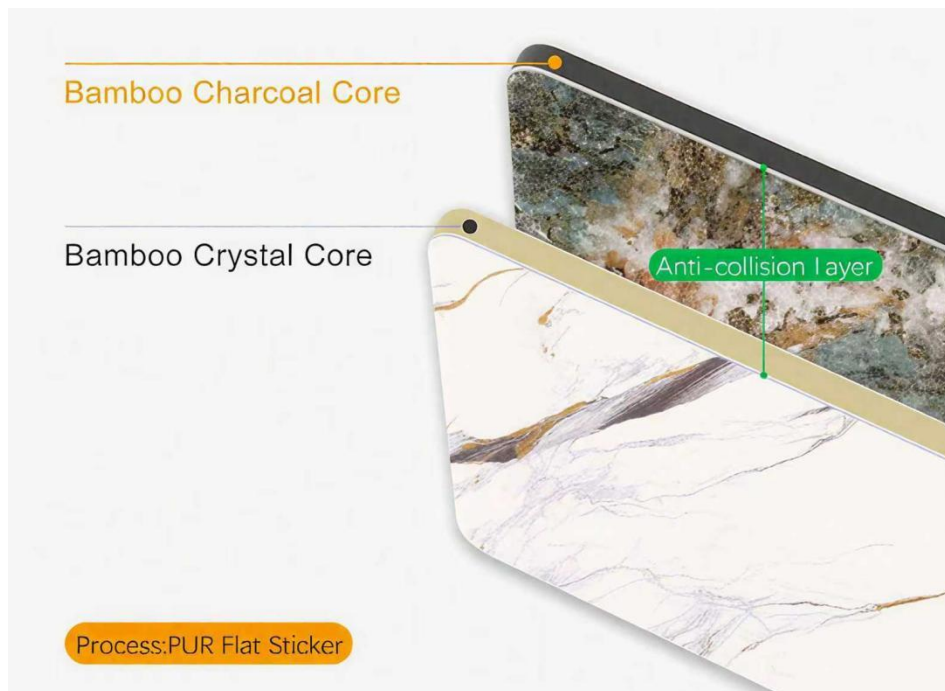 Bamboo Charcoal Core
Bamboo Crystal Core
Anti-collision layer
Process:PUR Flat Sticker